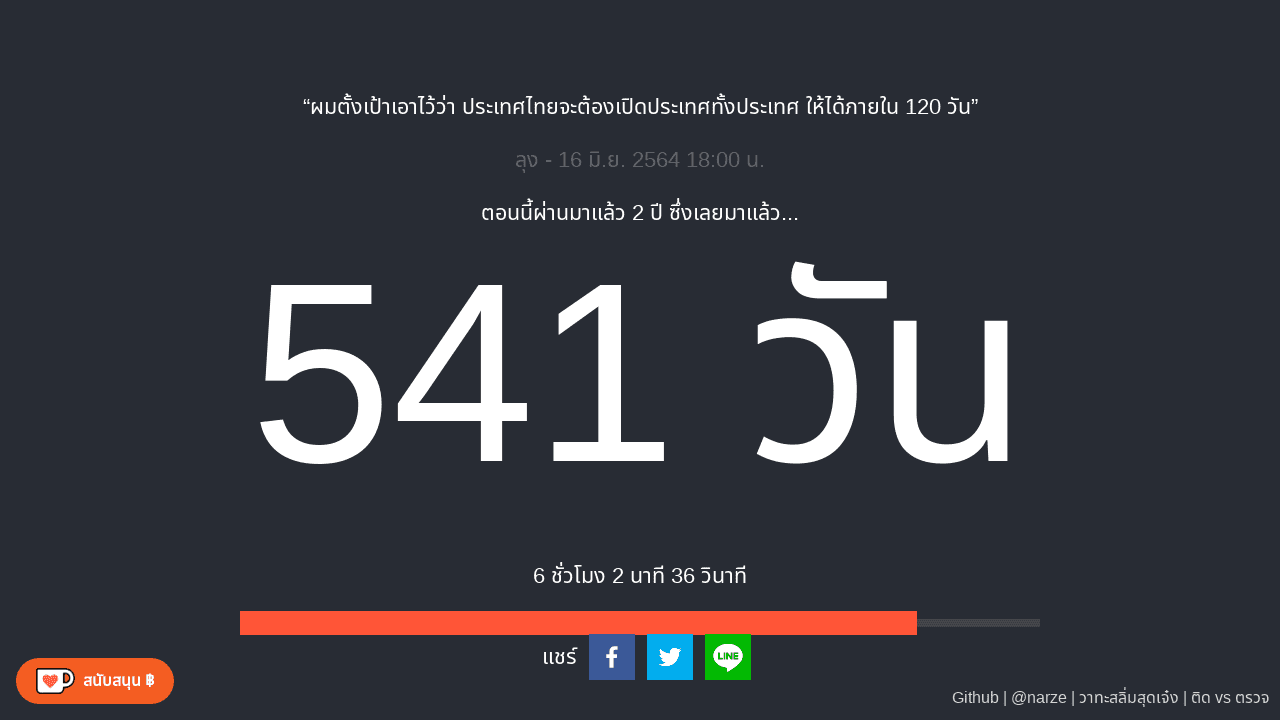 “ผมตั้งเป้าเอาไว้ว่า ประเทศไทยจะต้องเปิดประเทศทั้งประเทศ ให้ได้ภายใน 120 วัน”
ลุง - 16 มิ.ย. 2564 18:00 น.
ตอนนี้ผ่านมาแล้ว 2 ปี ซึ่งเลยมาแล้ว...
541 วัน
6 ชั่วโมง 2 นาที 36 วินาที
แชร์
LINE
สนับสนุน ฿
Github | @narze | วาทะสลิ่มสุดเจ๋ง | ติด vs ตรวจ